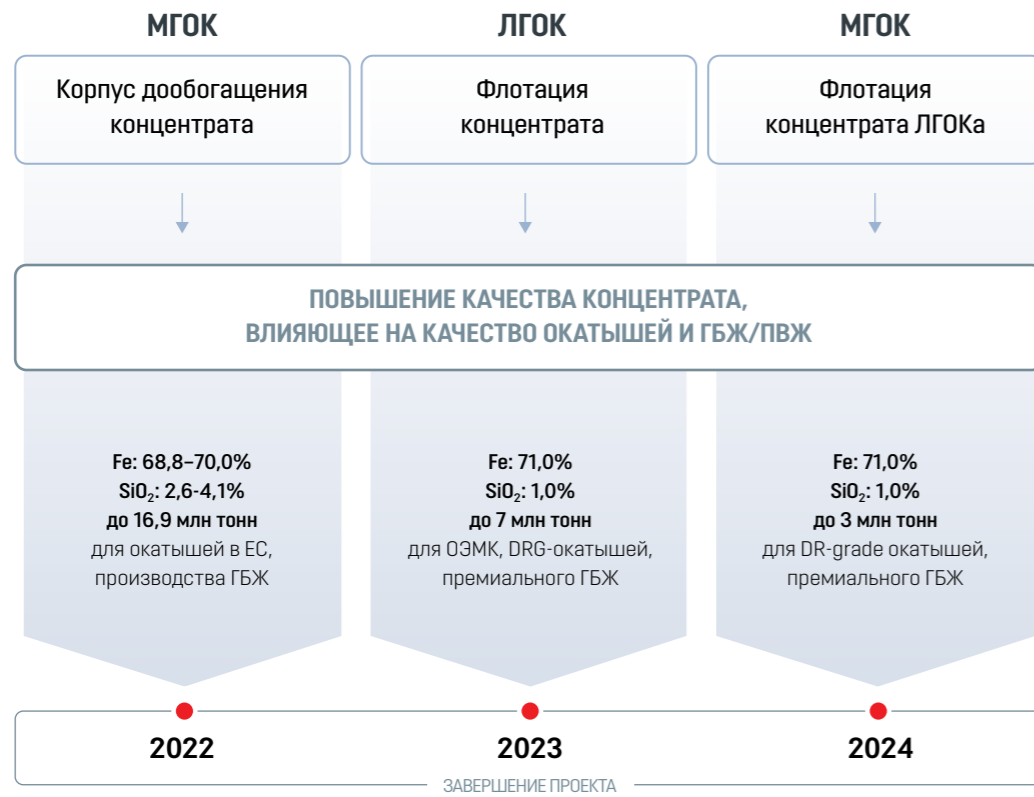 МГОК
Корпус дообогащения
концентрата
ЛГОК
Флотация
концентрата
МГОК
Флотация
концентрата ЛГОКа
ПОВЫШЕНИЕ КАЧЕСТВА КОНЦЕНТРАТА,
ВЛИЯЮЩЕЕ НА КАЧЕСТВО ОКАТЫШЕЙ И ГБЖ/ПВЖ
Fe: 68,8–70,0%
SiO₂: 2,6-4,1%
до 16,9 млн тонн
для окатышей в ЕС,
производства ГБЖ
Fe: 71,0%
SiO₂: 1,0%
до 7 млн тонн
для ОЭМК, DRG-окатышей,
премиального ГБЖ
Fe: 71,0%
SiO₂: 1,0%
до 3 млн тонн
для DR-grade окатышей,
премиального ГБЖ
2022
2023
2024
ЗАВЕРШЕНИЕ ПРОЕКТА